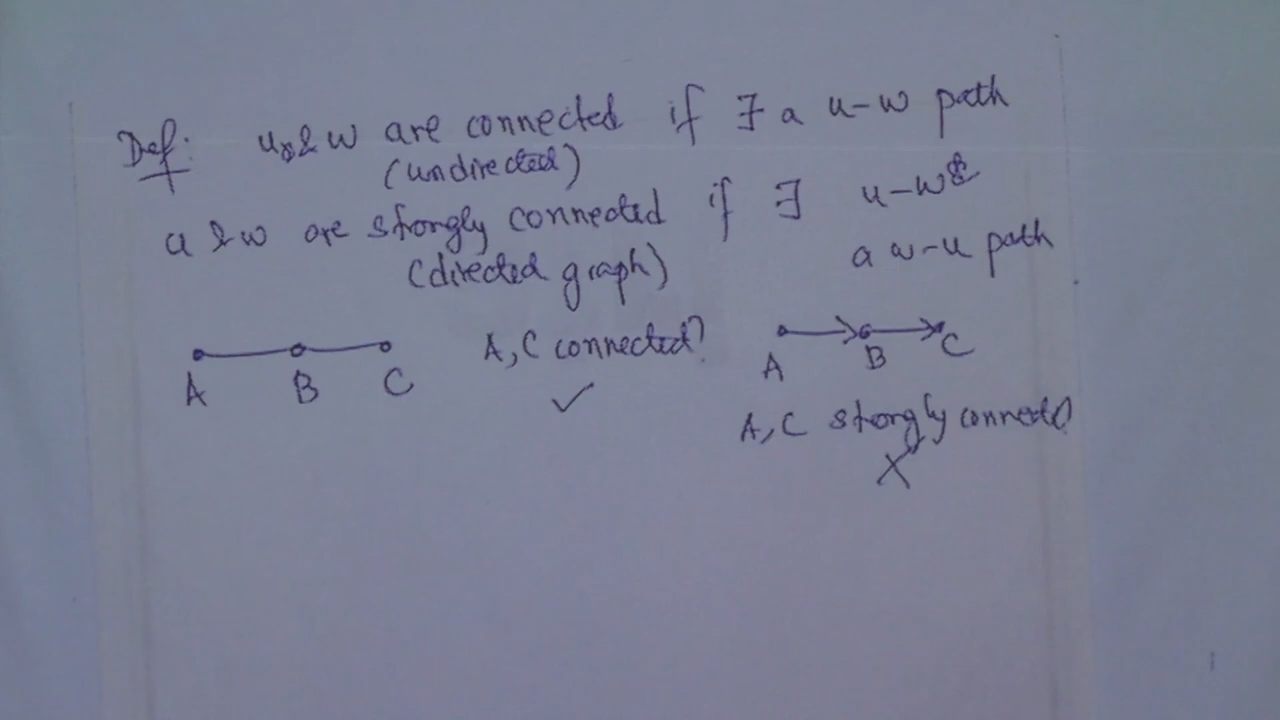 Def: u & w are connected if ∃ a u-w path
(undirected)
u & w are strongly connected if ∃ u-w &
(directed graph) a w-u path
A, C connected?
A B C
✓
A B C
A, C strongly connected?
X